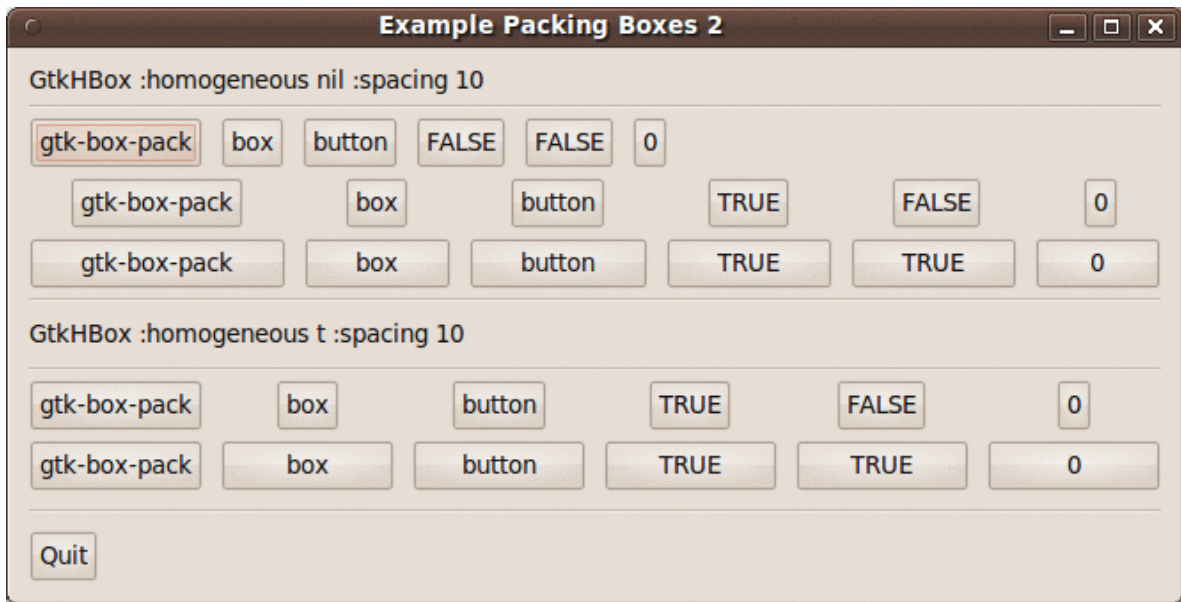 Example Packing Boxes 2
GtkHBox :homogeneous nil :spacing 10
gtk-box-pack box button FALSE FALSE 0
gtk-box-pack box button TRUE FALSE 0
gtk-box-pack box button TRUE TRUE 0
GtkHBox :homogeneous t :spacing 10
gtk-box-pack box button TRUE FALSE 0
gtk-box-pack box button TRUE TRUE 0
Quit